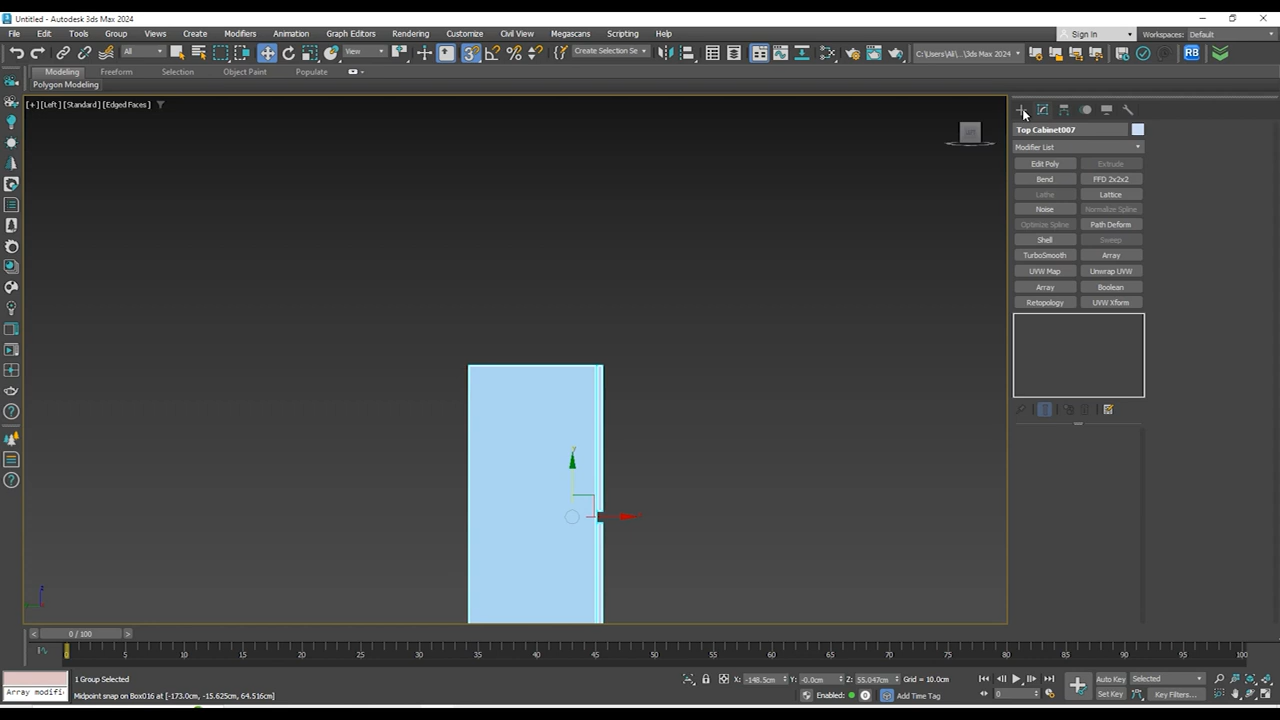 Untitled - Autodesk 3ds Max 2024
File Edit Tools Group Views Create Modifiers Animation Graph Editors Rendering Customize Civil View Megascans Scripting Help Sign In Workspaces: Default
All View Create Selection Se C:\Users\Ali\...\3ds Max 2024 RB
Modeling Freeform Selection Object Paint Populate
Polygon Modeling
[+] [Left] [Standard] [Edged Faces]
Top Cabinet007
Modifier List
Edit Poly Extrude
Bend FFD 2x2x2
Lathe Lattice
Noise Normalize Spline
Optimize Spline Path Deform
Shell Sweep
TurboSmooth Array
UVW Map Unwrap UVW
Array Boolean
Retopology UVW Xform
y
z
0 / 100
0 5 10 15 20 25 30 35 40 45 50 55 60 65 70 75 80 85 90 95 100
1 Group Selected X: -148.5cm Y: -0.0cm Z: 55.047cm Grid = 10.0cm Auto Key Selected
Array modifi Midpoint snap on Box016 at [-173.0cm, -15.625cm, 64.516cm] Enabled: Add Time Tag 0 Set Key Key Filters...